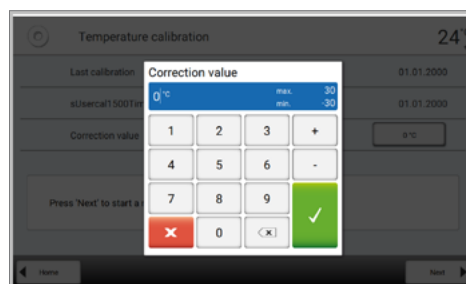 Temperature calibration
24°
Last calibration
01.01.2000
sUsercal1500Tim
01.01.2000
Correction value
0 °C
Press 'Next' to start a
Correction value
0 °C
max. 30
min. -30
1 2 3 +
4 5 6 -
7 8 9
0
Home
Next